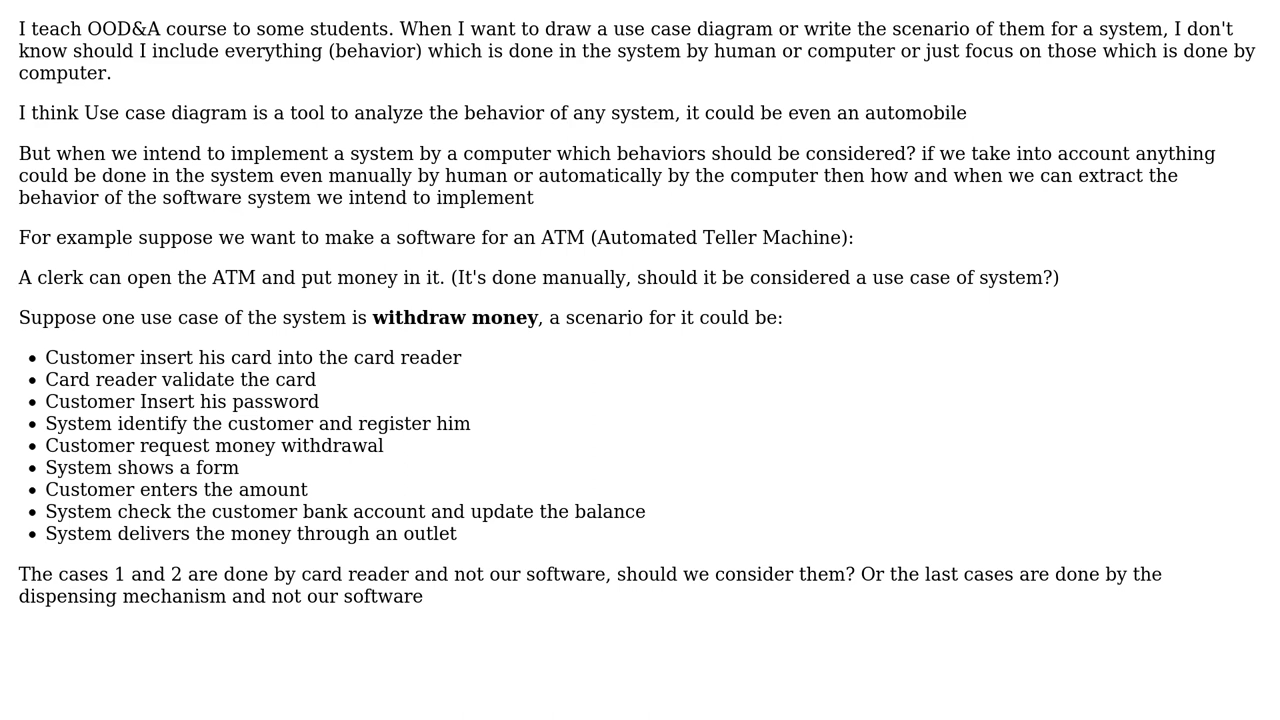 I teach OOD&A course to some students. When I want to draw a use case diagram or write the scenario of them for a system, I don't
know should I include everything (behavior) which is done in the system by human or computer or just focus on those which is done by
computer.
I think Use case diagram is a tool to analyze the behavior of any system, it could be even an automobile
But when we intend to implement a system by a computer which behaviors should be considered? if we take into account anything
could be done in the system even manually by human or automatically by the computer then how and when we can extract the
behavior of the software system we intend to implement
For example suppose we want to make a software for an ATM (Automated Teller Machine):
A clerk can open the ATM and put money in it. (It's done manually, should it be considered a use case of system?)
Suppose one use case of the system is withdraw money, a scenario for it could be:
• Customer insert his card into the card reader
• Card reader validate the card
• Customer Insert his password
• System identify the customer and register him
• Customer request money withdrawal
• System shows a form
• Customer enters the amount
• System check the customer bank account and update the balance
• System delivers the money through an outlet
The cases 1 and 2 are done by card reader and not our software, should we consider them? Or the last cases are done by the
dispensing mechanism and not our software